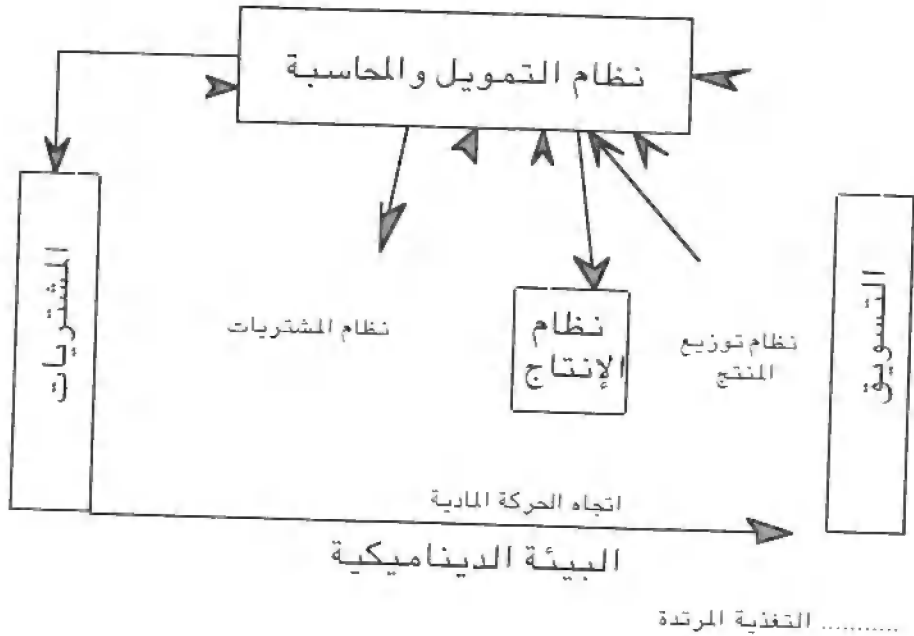 نظام التمويل والمحاسبة
المشتريات
نظام المشتريات
نظام
الإنتاج
نظام توزيع
المنتج
التسويق
اتجاه الحركة المادية
البيئة الديناميكية
........... التغذية المرتدة